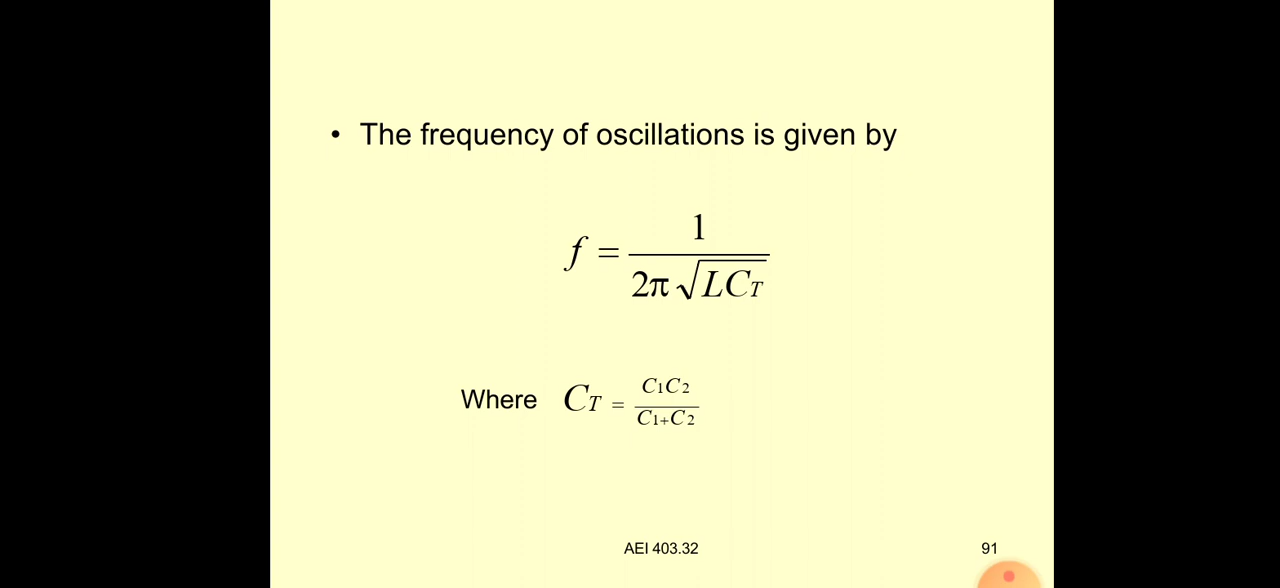 • The frequency of oscillations is given by
f = 1 / 2π√LC_T
Where C_T = C1C2 / C1+C2
AEI 403.32
91